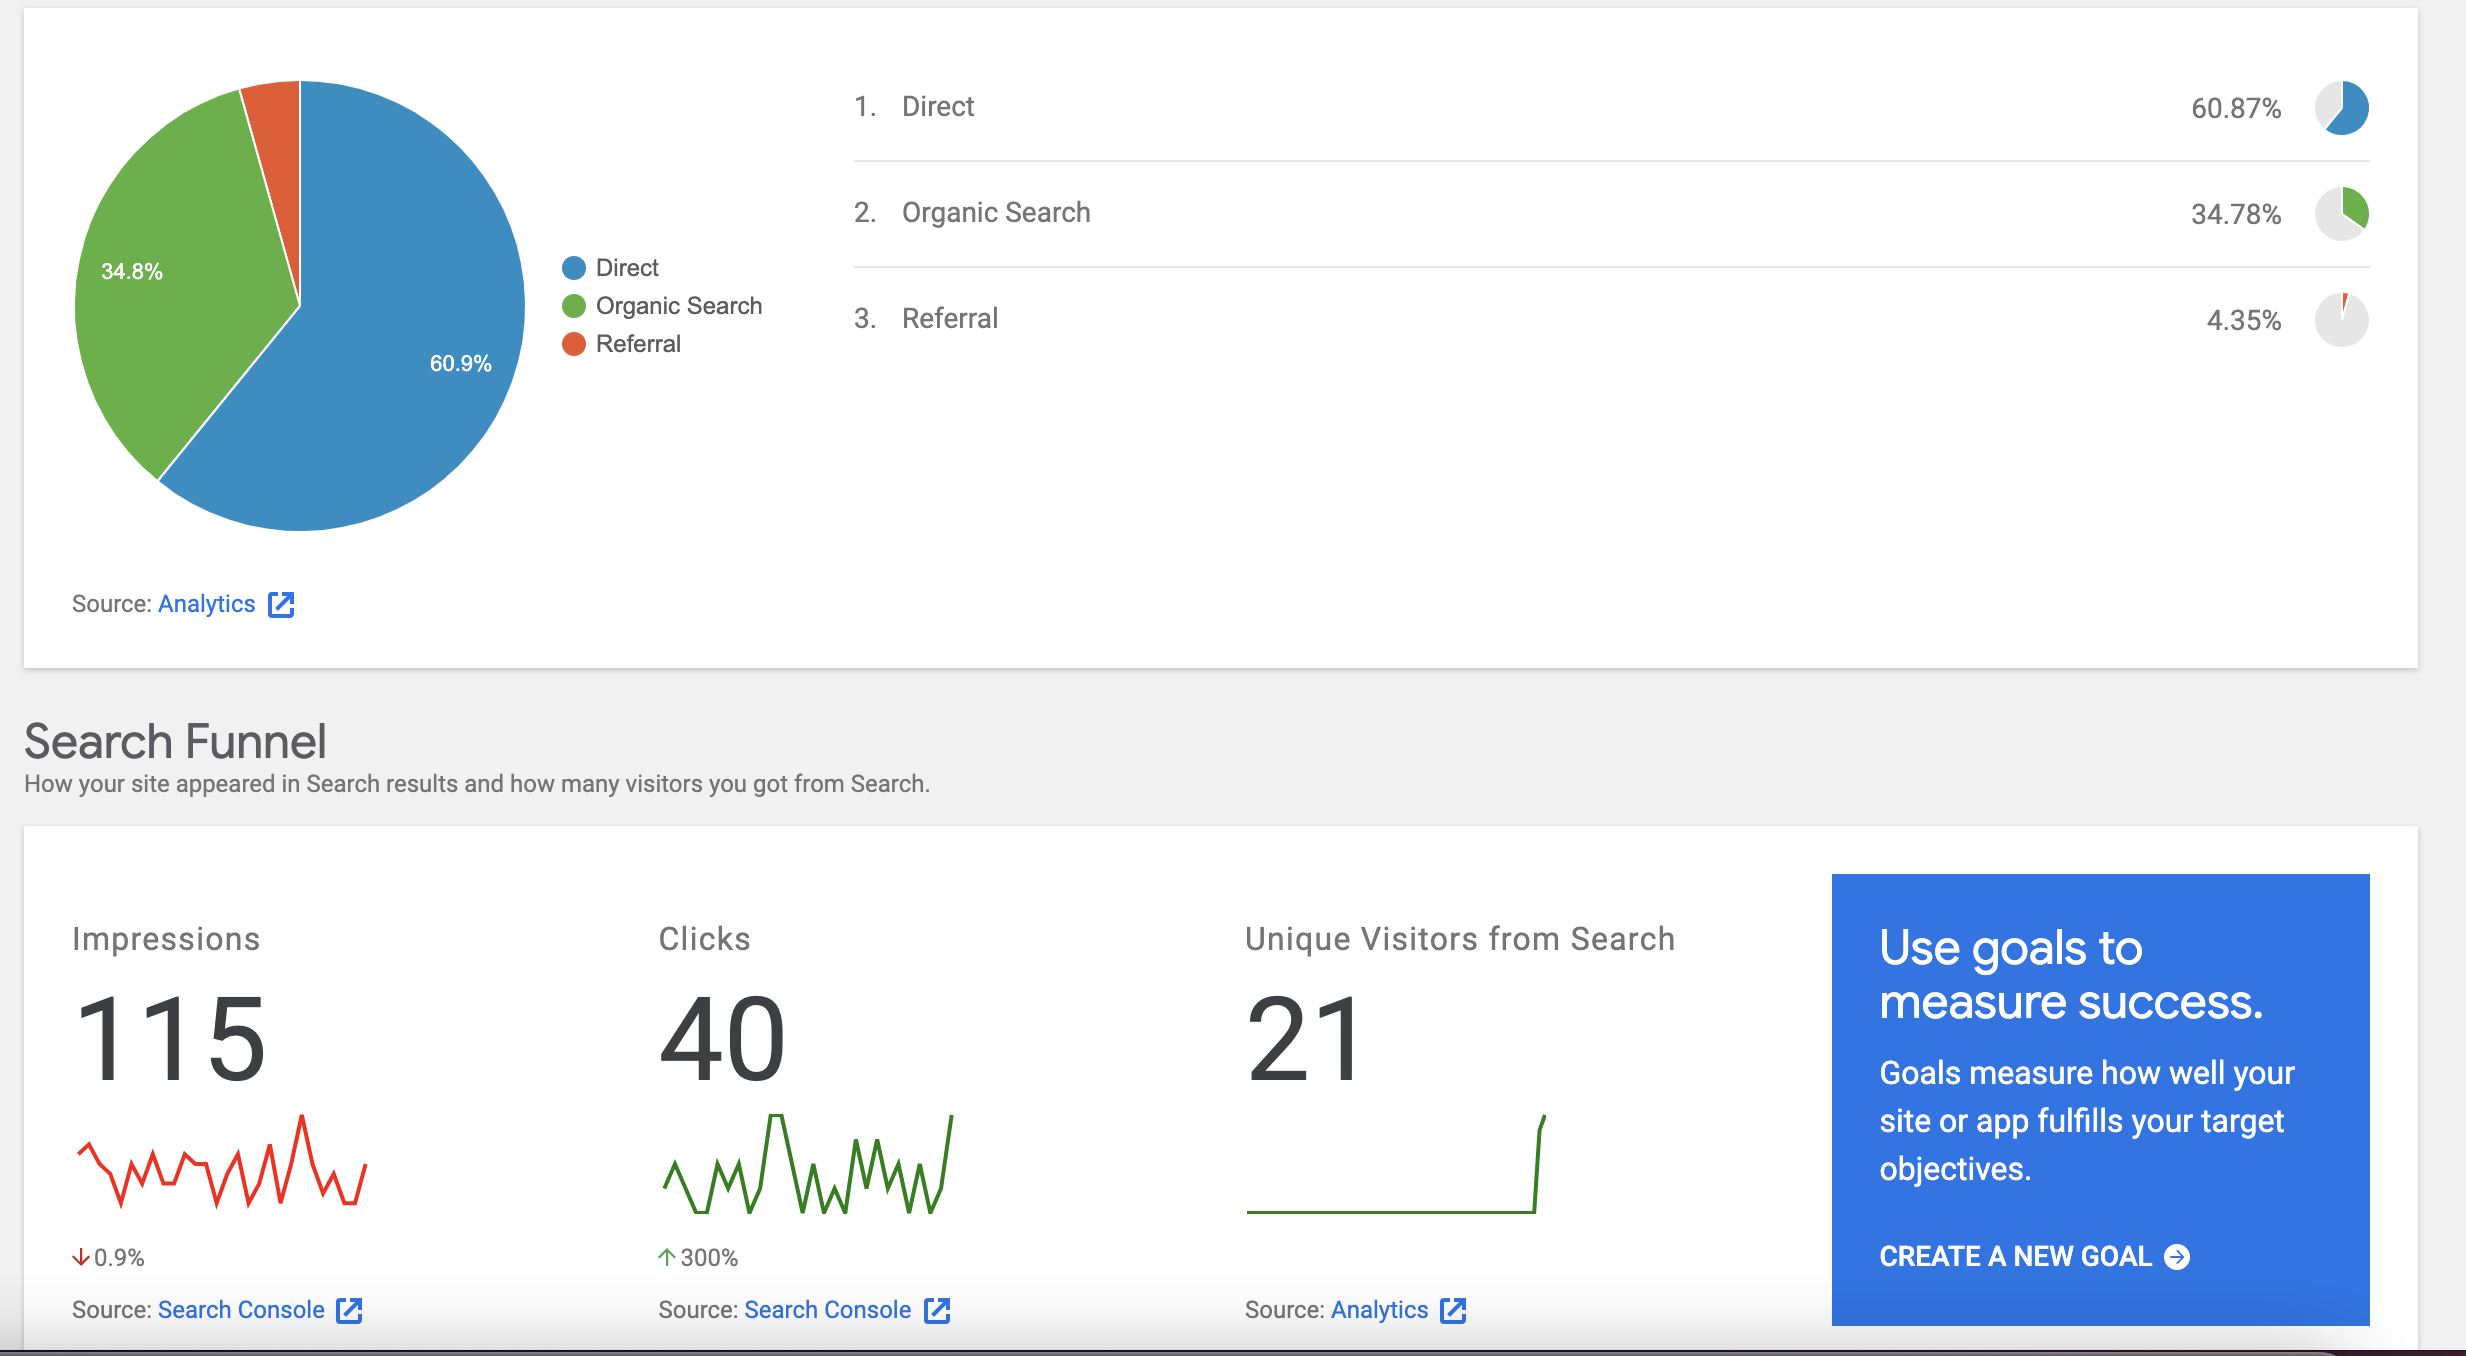 1. Direct 60.87%
2. Organic Search 34.78%
3. Referral 4.35%
34.8%
60.9%
Direct
Organic Search
Referral
Source: Analytics
Search Funnel
How your site appeared in Search results and how many visitors you got from Search.
Impressions
115
0.9%
Source: Search Console
Clicks
40
300%
Source: Search Console
Unique Visitors from Search
21
Source: Analytics
Use goals to
measure success.
Goals measure how well your
site or app fulfills your target
objectives.
CREATE A NEW GOAL